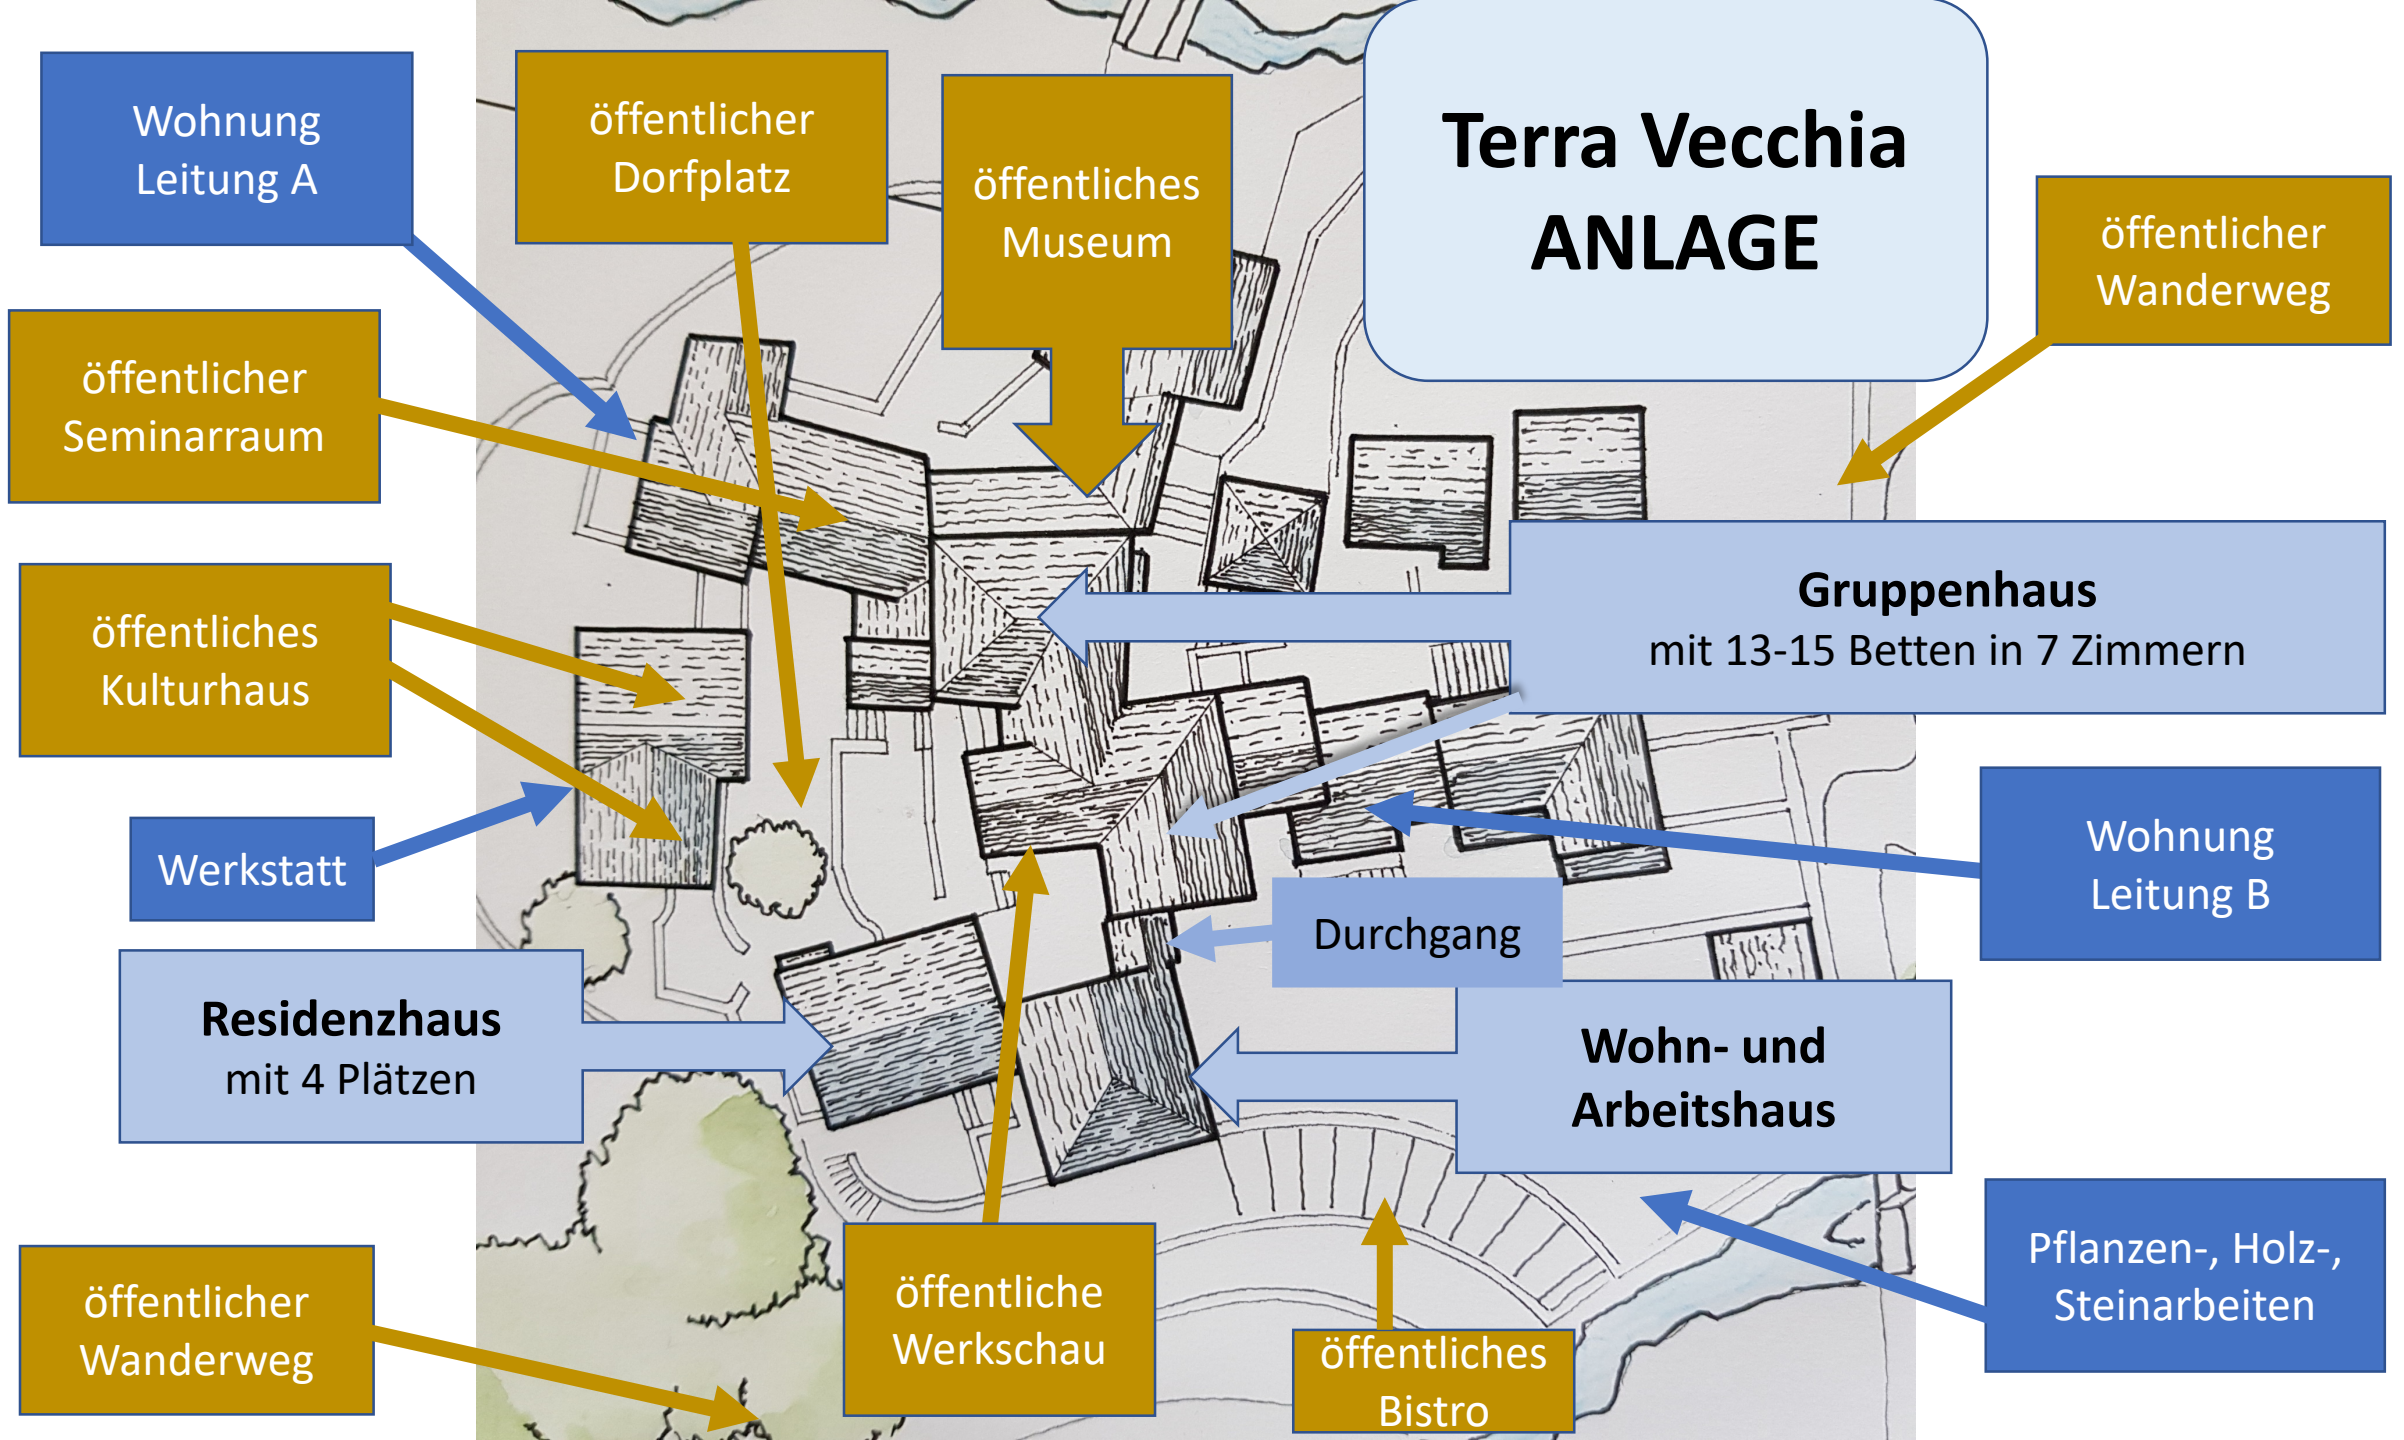 Terra Vecchia
ANLAGE
Wohnung
Leitung A
öffentlicher
Dorfplatz
öffentliches
Museum
öffentlicher
Wanderweg
öffentlicher
Seminarraum
Gruppenhaus
mit 13-15 Betten in 7 Zimmern
öffentliches
Kulturhaus
Werkstatt
Wohnung
Leitung B
Durchgang
Residenzhaus
mit 4 Plätzen
Wohn- und
Arbeitshaus
Pflanzen-, Holz-,
Steinarbeiten
öffentlicher
Wanderweg
öffentliche
Werkschau
öffentliches
Bistro